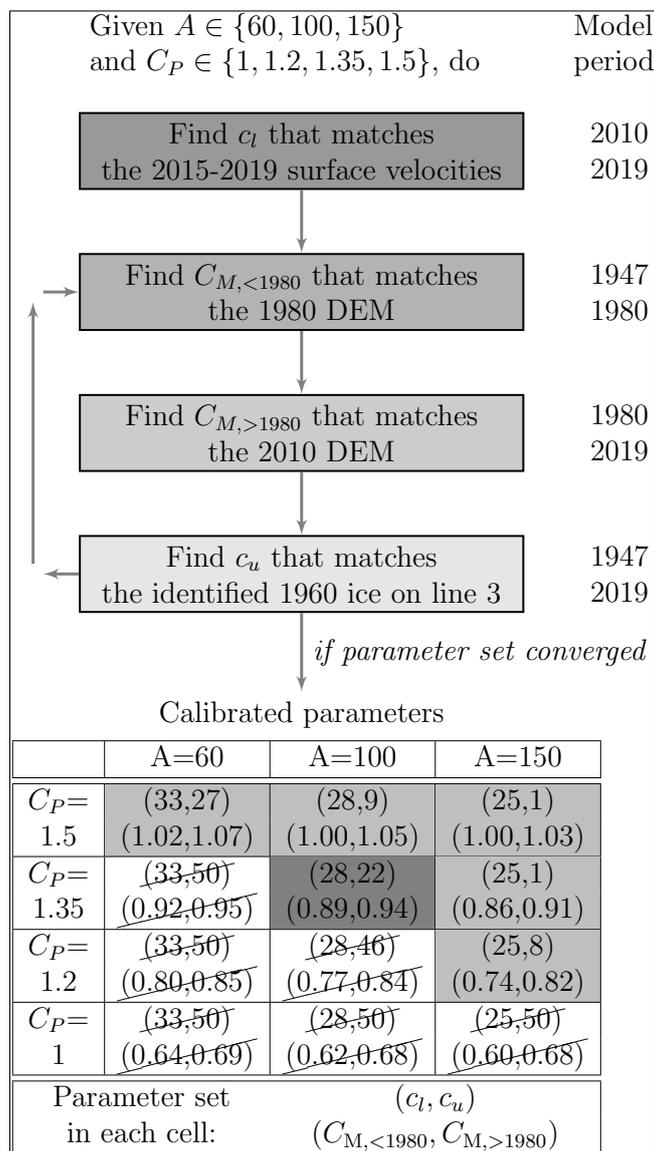 Given A ∈ {60, 100, 150} Model
and C_P ∈ {1, 1.2, 1.35, 1.5}, do period
Find c_l that matches 2010
the 2015-2019 surface velocities 2019
Find C_{M,<1980} that matches 1947
the 1980 DEM 1980
Find C_{M,>1980} that matches 1980
the 2010 DEM 2019
Find c_u that matches 1947
the identified 1960 ice on line 3 2019
if parameter set converged
Calibrated parameters
A=60 A=100 A=150
C_P= (33,27) (28,9) (25,1)
1.5 (1.02,1.07) (1.00,1.05) (1.00,1.03)
C_P= (33,50) (28,22) (25,1)
1.35 (0.92,0.95) (0.89,0.94) (0.86,0.91)
C_P= (33,50) (28,46) (25,8)
1.2 (0.80,0.85) (0.77,0.84) (0.74,0.82)
C_P= (33,50) (28,50) (25,50)
1 (0.64,0.69) (0.62,0.68) (0.60,0.68)
Parameter set (c_l, c_u)
in each cell: (C_{M,<1980}, C_{M,>1980})